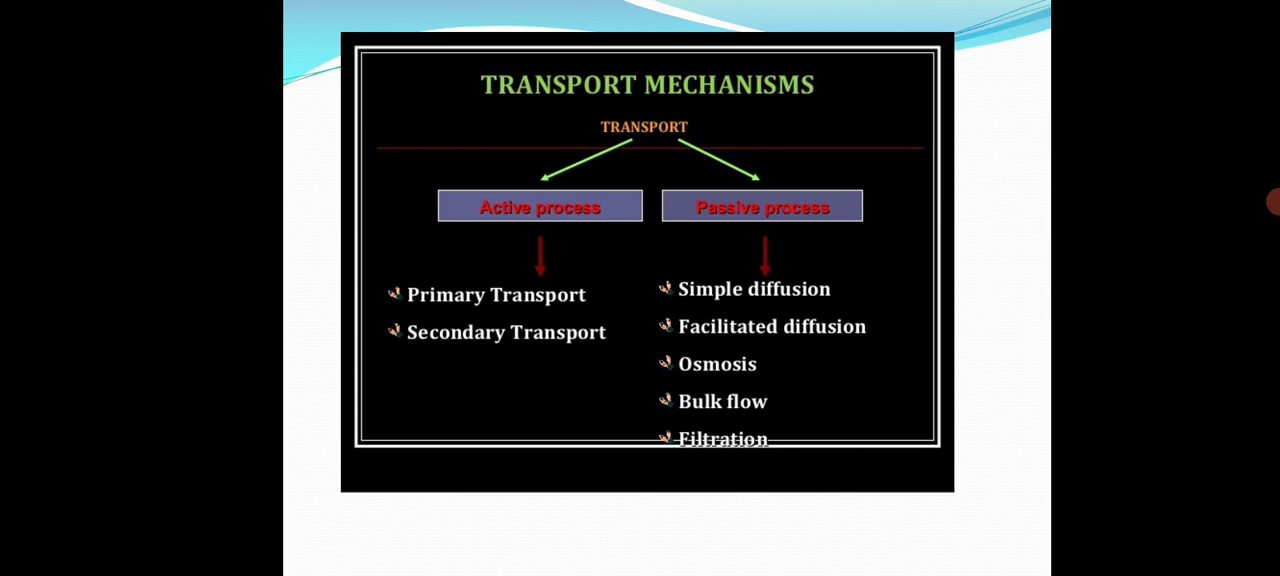 TRANSPORT MECHANISMS
TRANSPORT
Active process
Passive process
Primary Transport
Secondary Transport
Simple diffusion
Facilitated diffusion
Osmosis
Bulk flow
Filtration